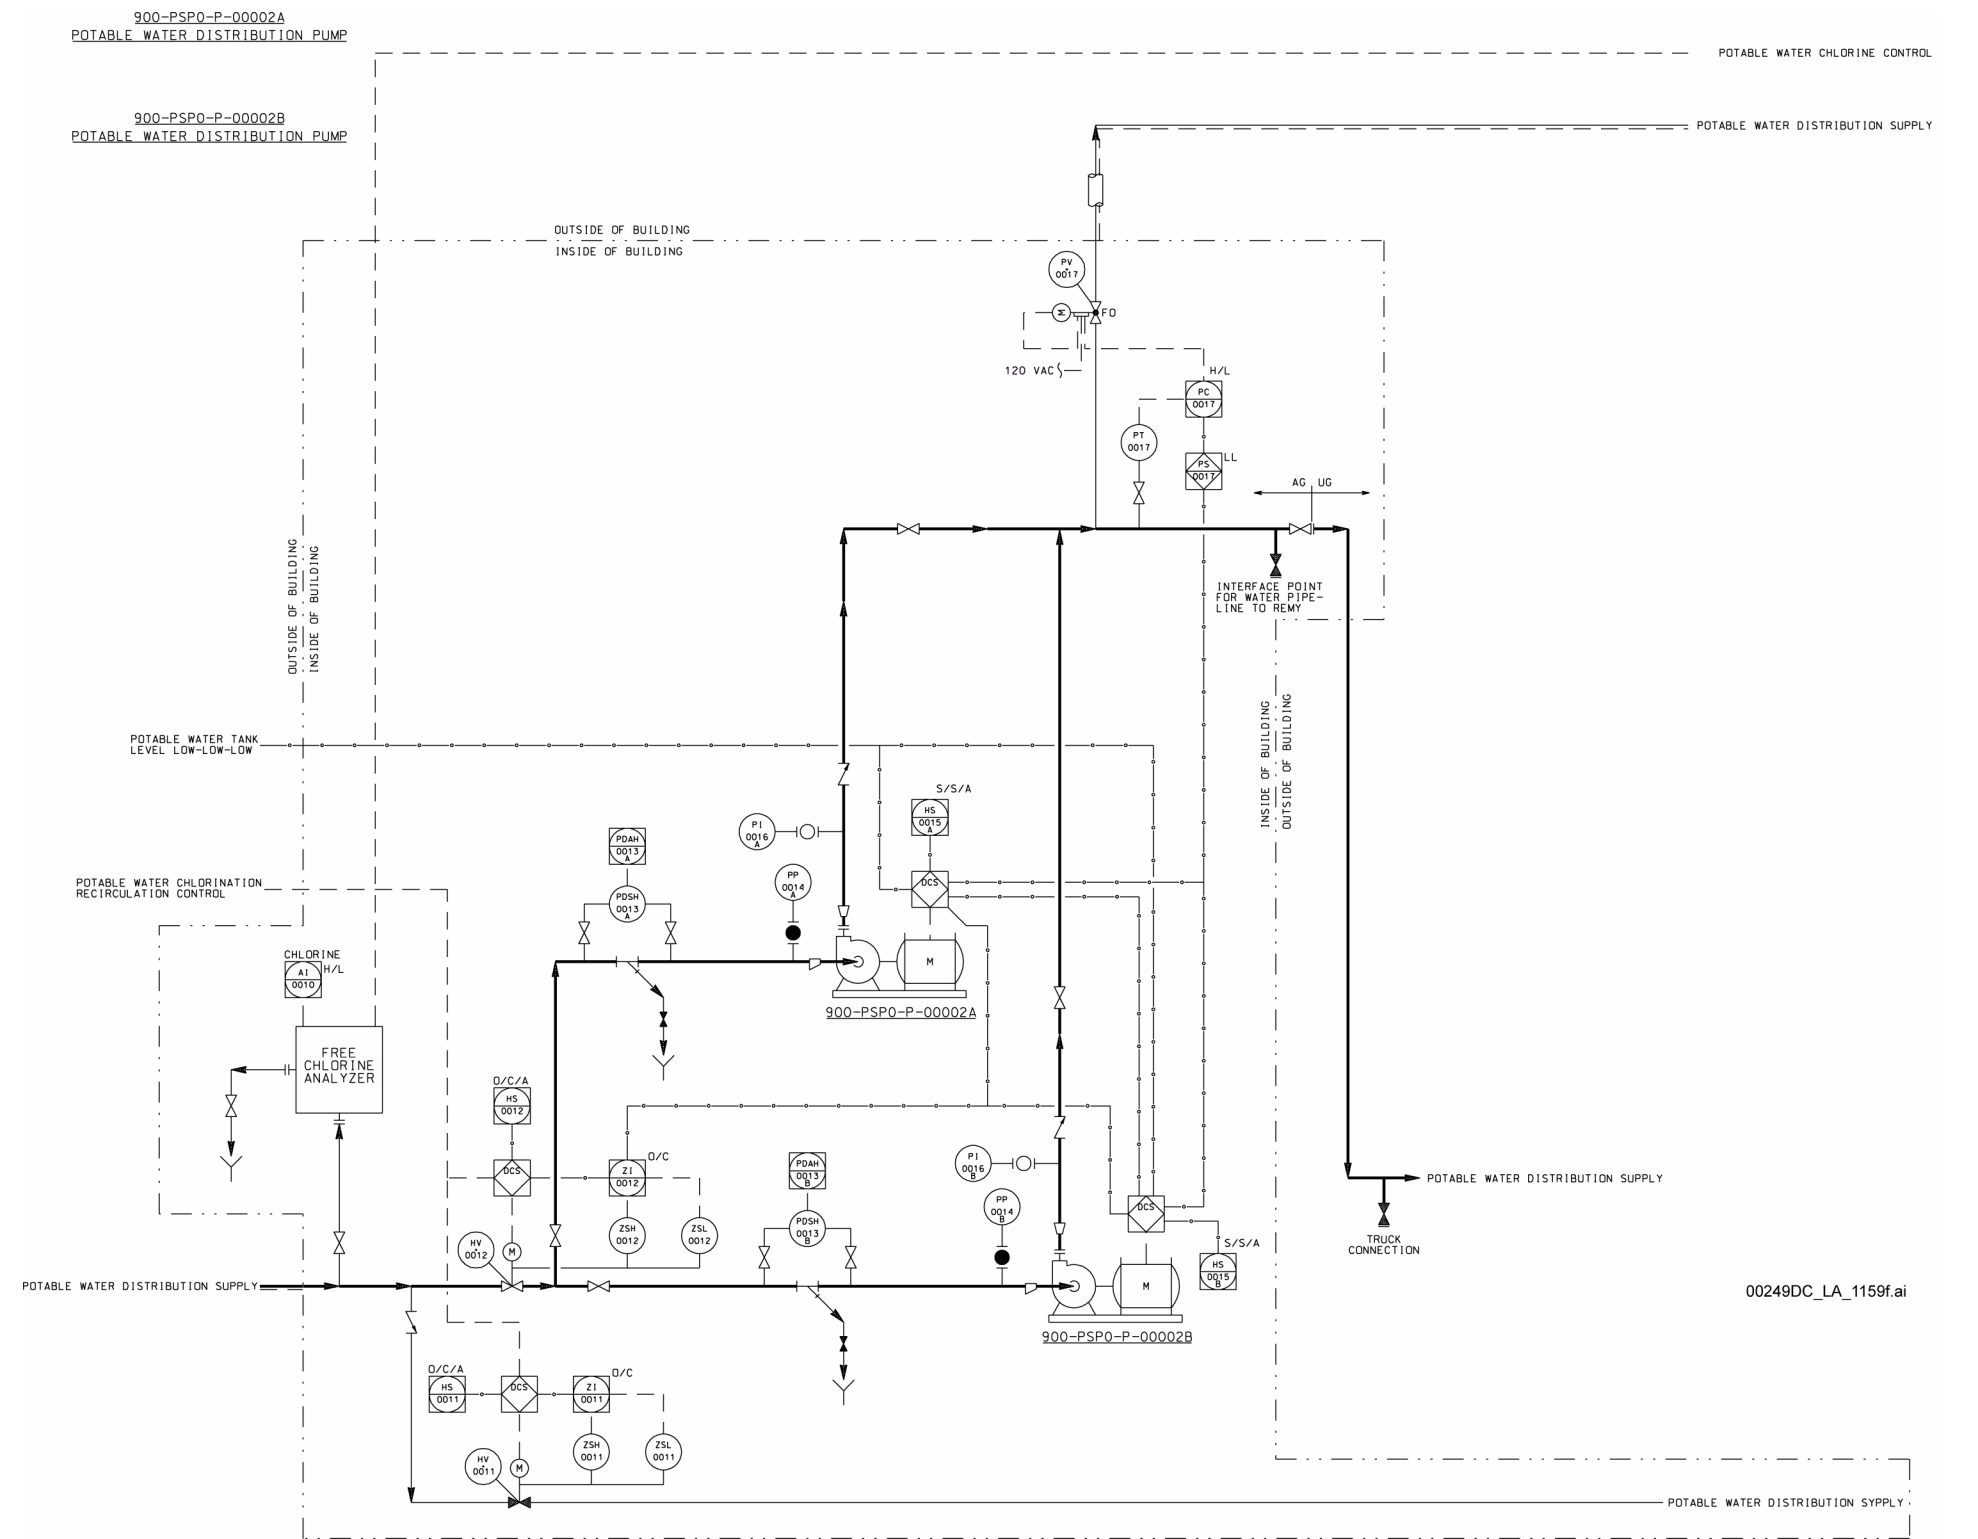 900-PSP0-P-00002A
POTABLE WATER DISTRIBUTION PUMP
POTABLE WATER CHLORINE CONTROL
900-PSP0-P-00002B
POTABLE WATER DISTRIBUTION PUMP
POTABLE WATER DISTRIBUTION SUPPLY
OUTSIDE OF BUILDING
INSIDE OF BUILDING
PV
0017
M
FO
120 VAC
H/L
PC
0017
PT
0017
PS
0017
LL
AG
UG
OUTSIDE OF BUILDING
INSIDE OF BUILDING
INTERFACE POINT
FOR WATER PIPE-
LINE TO REMY
INSIDE OF BUILDING
OUTSIDE OF BUILDING
POTABLE WATER TANK
LEVEL LOW-LOW-LOW
S/S/A
HS
0015
A
PI
0016
A
PDAH
0013
A
PP
0014
A
DCS
POTABLE WATER CHLORINATION
RECIRCULATION CONTROL
PDSH
0013
A
M
900-PSP0-P-00002A
CHLORINE
AI
0010
H/L
FREE
CHLORINE
ANALYZER
O/C/A
HS
0012
DCS
O/C
ZI
0012
PDAH
0013
B
PI
0016
B
PP
0014
B
DCS
POTABLE WATER DISTRIBUTION SUPPLY
ZSH
0012
ZSL
0012
PDSH
0013
B
HV
0012
M
TRUCK
CONNECTION
S/S/A
HS
0015
B
M
POTABLE WATER DISTRIBUTION SUPPLY
00249DC_LA_1159f.ai
900-PSP0-P-00002B
O/C/A
HS
0011
DCS
O/C
ZI
0011
ZSH
0011
ZSL
0011
HV
0011
M
POTABLE WATER DISTRIBUTION SYPPLY